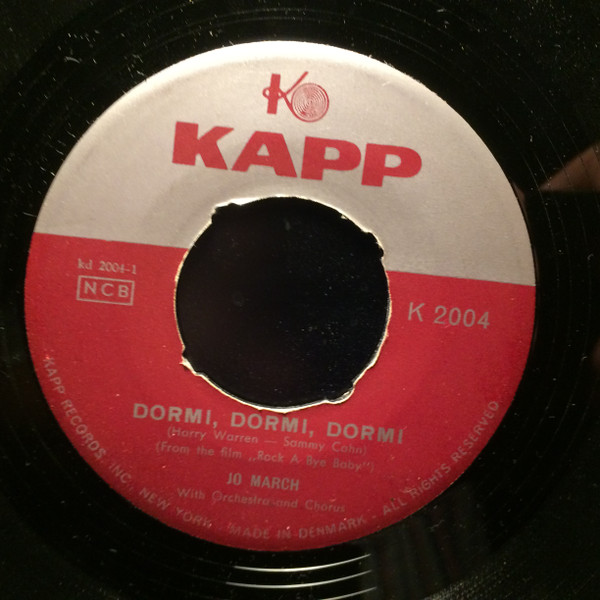 K
KAPP
kd 2004-1
NCB
K 2004
DORMI, DORMI, DORMI
(Harry Warren — Sammy Cahn)
(From the film „Rock A Bye Baby")
JO MARCH
With Orchestra and Chorus
KAPP RECORDS, INC. NEW YORK MADE IN DENMARK ALL RIGHTS RESERVED